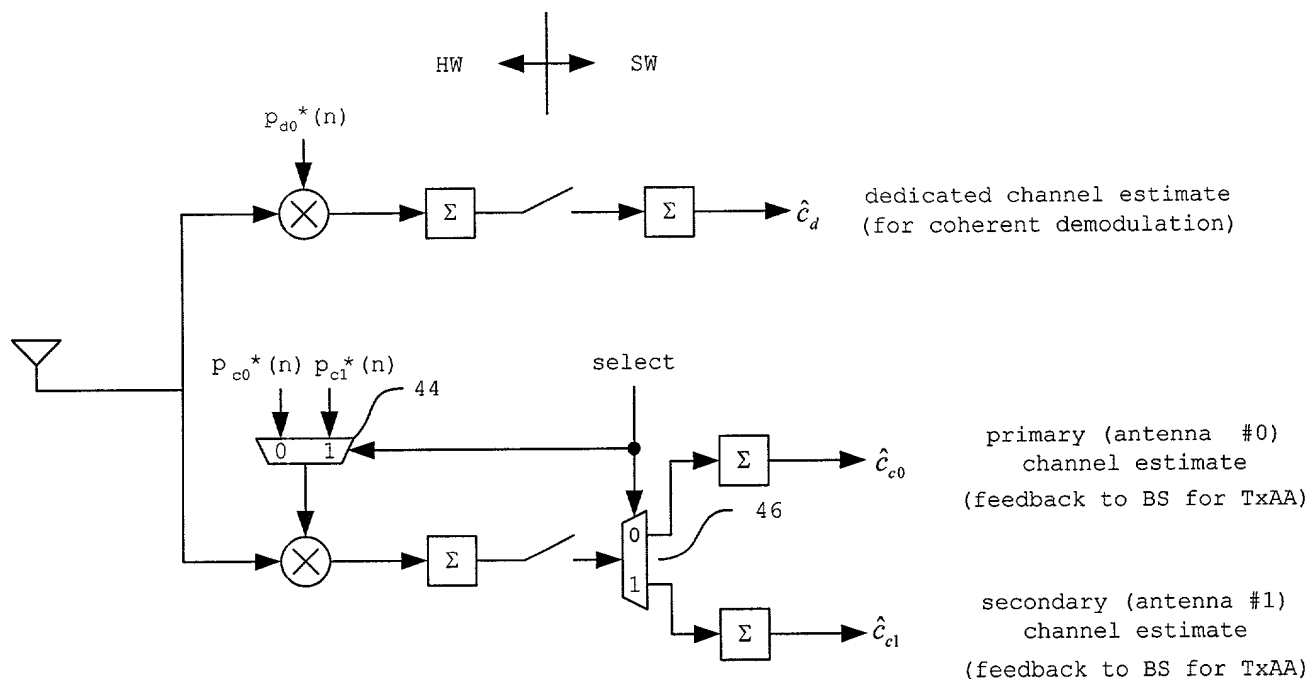 HW SW
p_d0*(n)
Σ Σ ĉ_d
dedicated channel estimate
(for coherent demodulation)
p_c0*(n) p_c1*(n)
44
select
0 1
Σ ĉ_c0
primary (antenna #0)
channel estimate
(feedback to BS for TxAA)
46
Σ
0
1
Σ ĉ_c1
secondary (antenna #1)
channel estimate
(feedback to BS for TxAA)